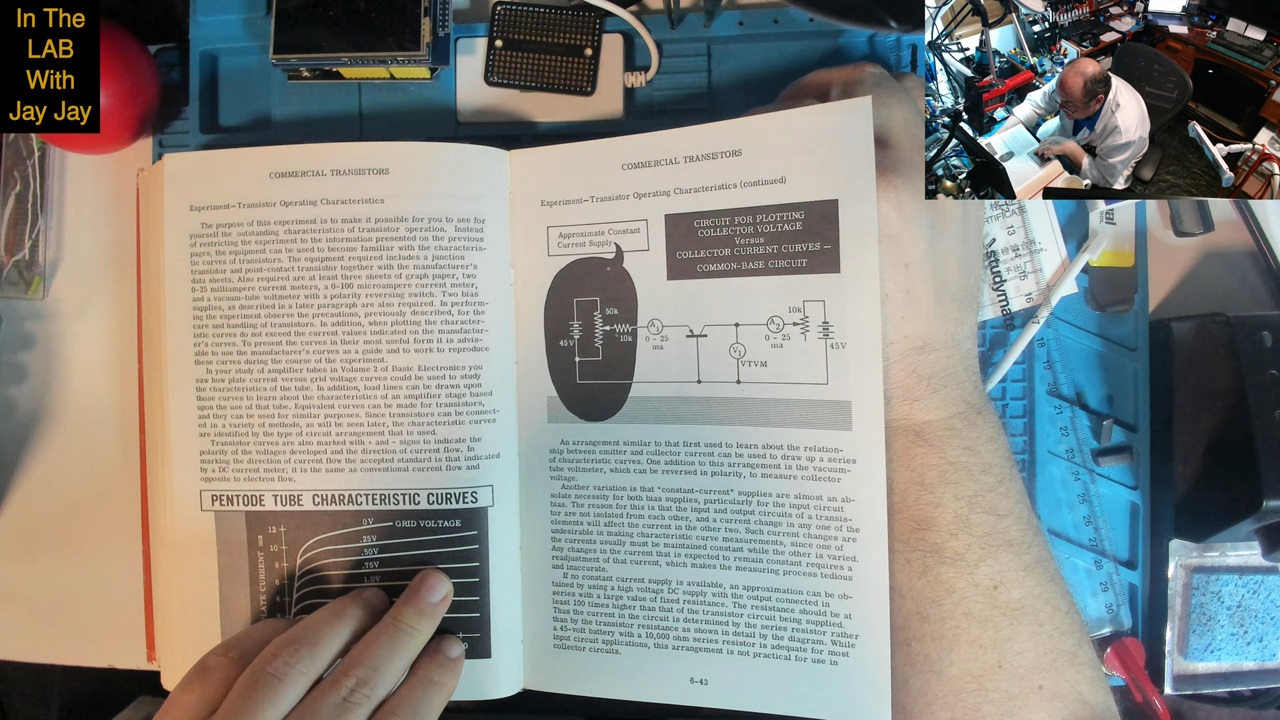 In The
LAB
With
Jay Jay
COMMERCIAL TRANSISTORS
Experiment—Transistor Operating Characteristics
The purpose of this experiment is to make it possible for you to see for
yourself the outstanding characteristics of transistor operation. Instead
of restricting the experiment to the information presented on the previous
pages, the equipment can be used to become familiar with the characteris-
tic curves of transistors. The equipment required includes a junction
transistor and point-contact transistor together with the manufacturer's
data sheets. Also required are at least three sheets of graph paper, two
0-25 milliampere current meters, a 0-100 microampere current meter,
and a vacuum-tube voltmeter with a polarity reversing switch. Two bias
supplies, as described in a later paragraph are also required. In perform-
ing the experiment observe the precautions, previously described, for the
care and handling of transistors. In addition, when plotting the character-
istic curves do not exceed the current values indicated on the manufactur-
er's curves. To present the curves in their most useful form it is advis-
able to use the manufacturer's curves as a guide and to work to reproduce
these curves during the course of the experiment.
In your study of amplifier tubes in Volume 2 of Basic Electronics you
saw how plate current versus grid voltage curves could be used to study
the characteristics of the tube. In addition, load lines can be drawn upon
those curves to learn about the characteristics of an amplifier stage based
upon the use of that tube. Equivalent curves can be made for transistors,
and they can be used for similar purposes. Since transistors can be connect-
ed in a variety of methods, as will be seen later, the characteristic curves
are identified by the type of circuit arrangement that is used.
Transistor curves are also marked with + and - signs to indicate the
polarity of the voltages developed and the direction of current flow. In
marking the direction of current flow the accepted standard is that indicated
by a DC current meter; it is the same as conventional current flow and
opposite to electron flow.
PENTODE TUBE CHARACTERISTIC CURVES
0V
GRID VOLTAGE
12
.25V
10
.50V
8
.75V
6
1.0V
CURRENT ma
COMMERCIAL TRANSISTORS
Experiment—Transistor Operating Characteristics (continued)
Approximate Constant
Current Supply
CIRCUIT FOR PLOTTING
COLLECTOR VOLTAGE
Versus
COLLECTOR CURRENT CURVES —
COMMON-BASE CIRCUIT
50k
10k
45V
10k
A1
0 - 25
ma
A2
0 - 25
ma
V1
VTVM
45V
An arrangement similar to that first used to learn about the relation-
ship between emitter and collector current can be used to draw up a series
of characteristic curves. One addition to this arrangement is the vacuum-
tube voltmeter, which can be reversed in polarity, to measure collector
voltage.
Another variation is that "constant-current" supplies are almost an ab-
solute necessity for both bias supplies, particularly for the input circuit
bias. The reason for this is that the input and output circuits of a transis-
tor are not isolated from each other, and a current change in any one of the
elements will affect the current in the other two. Such current changes are
undesirable in making characteristic curve measurements, since one of
the currents usually must be maintained constant while the other is varied.
Any changes in the current that is expected to remain constant requires a
readjustment of that current, which makes the measuring process tedious
and inaccurate.
If no constant current supply is available, an approximation can be ob-
tained by using a high voltage DC supply with the output connected in
series with a large value of fixed resistance. The resistance should be at
least 100 times higher than that of the transistor circuit being supplied.
Thus the current in the circuit is determined by the series resistor rather
than by the transistor resistance as shown in detail by the diagram. While
a 45-volt battery with a 10,000 ohm series resistor is adequate for most
input circuit applications, this arrangement is not practical for use in
collector circuits.
6-43
studymate
13
15
16
17
18
19
20
21
22
23
24
25
26
27
28
29
30